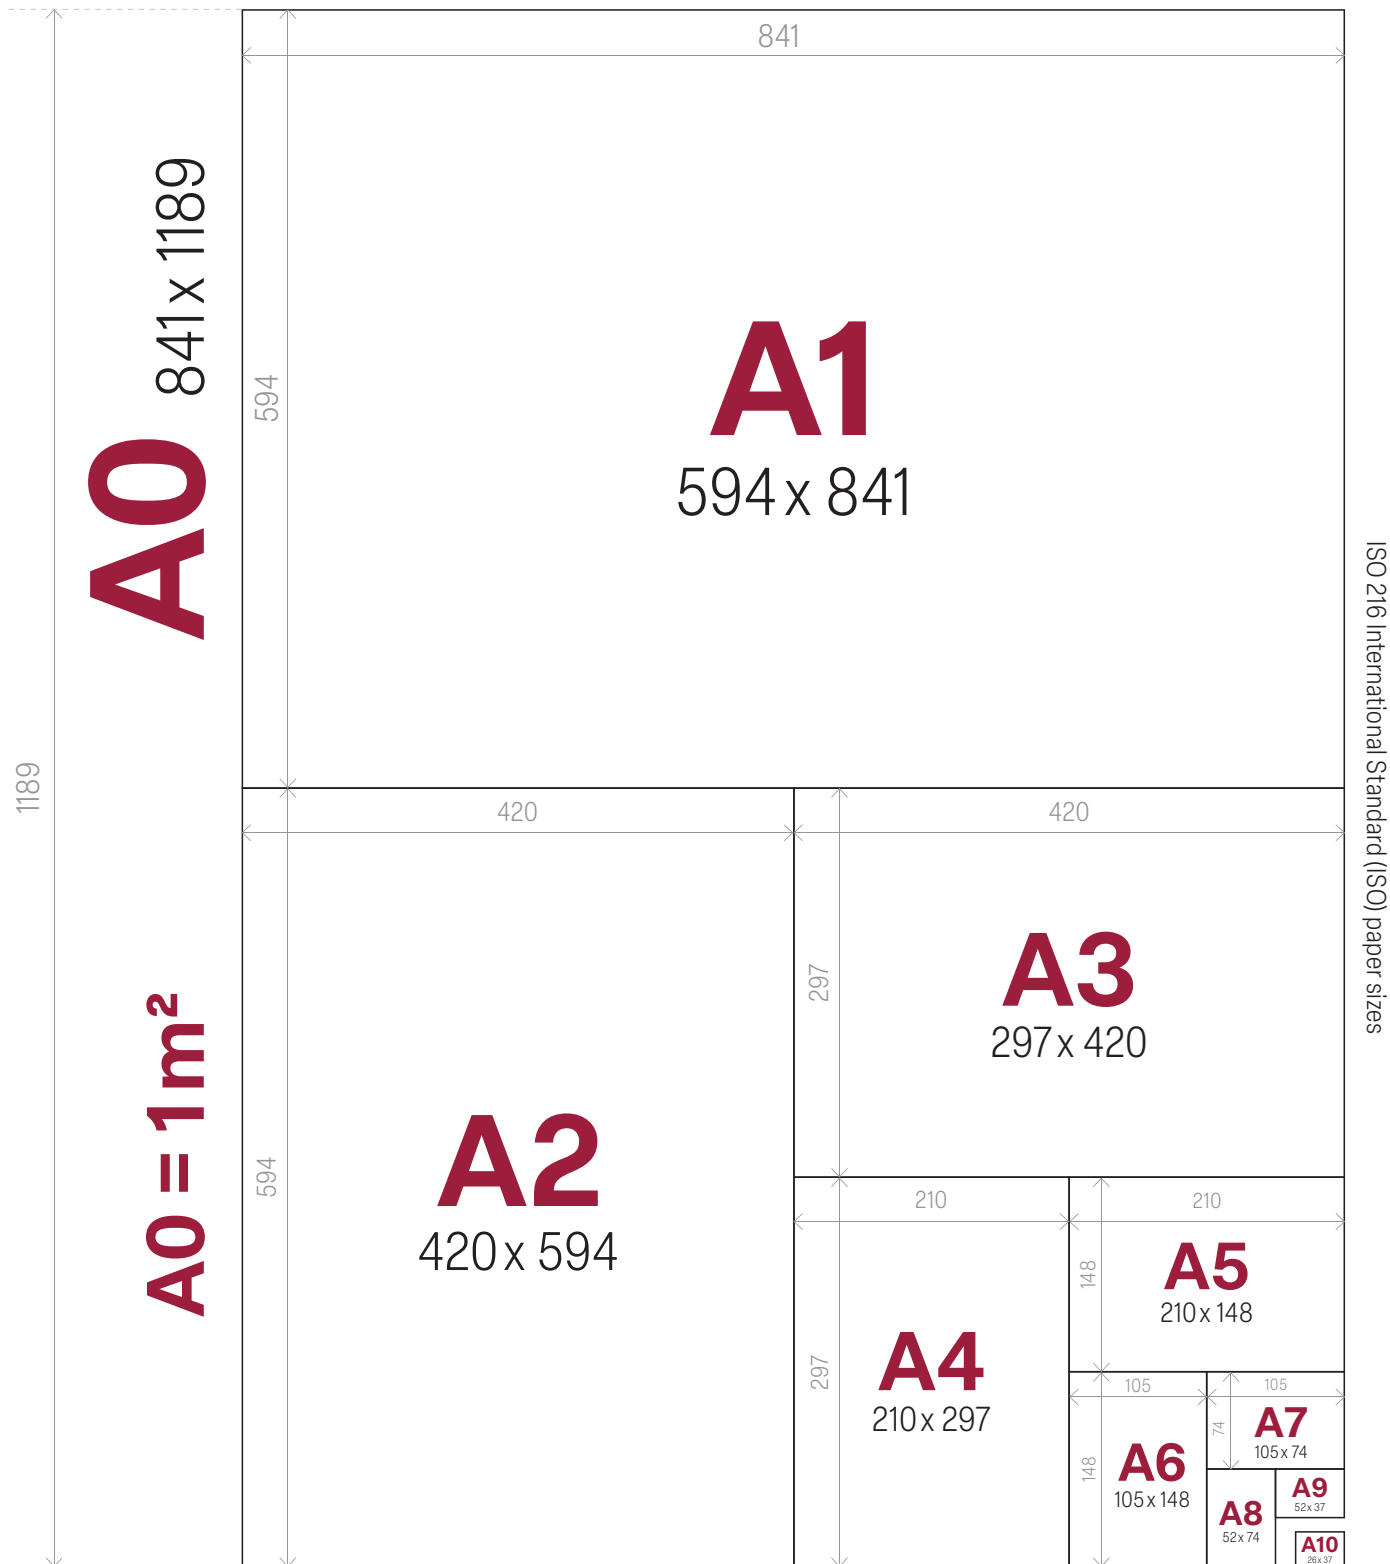 1189
A0 841 x 1189
A0 = 1m²
841
594
A1
594 x 841
420
594
A2
420 x 594
420
297
A3
297 x 420
210
297
A4
210 x 297
210
148
A5
210 x 148
105
148
A6
105 x 148
105
74
A7
105 x 74
A8
52 x 74
A9
52 x 37
A10
26 x 37
ISO 216 International Standard (ISO) paper sizes